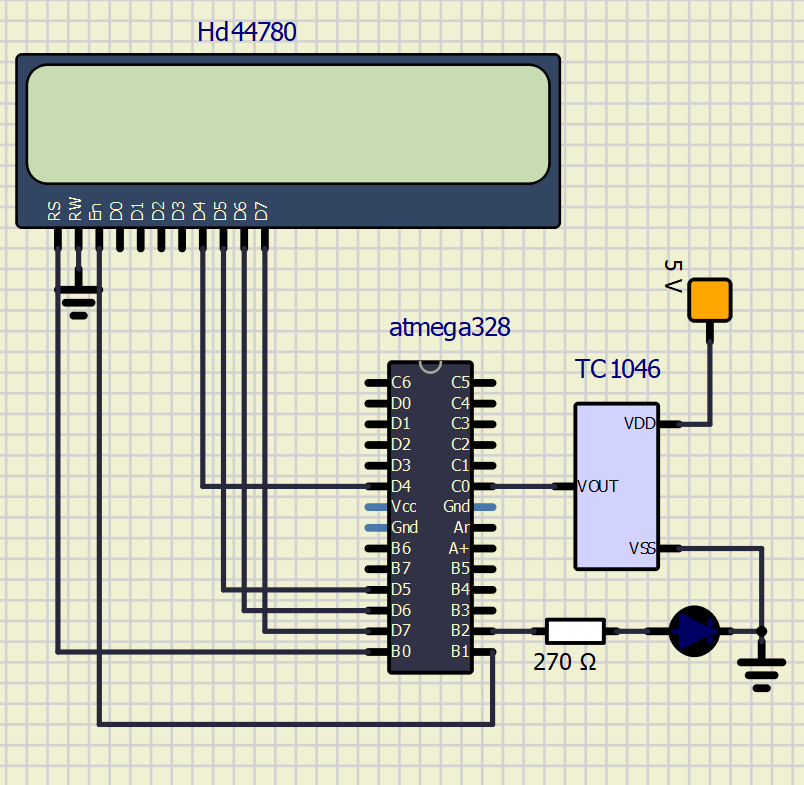 Hd44780
RS RW En D0 D1 D2 D3 D4 D5 D6 D7
5 V
atmega328
TC1046
C6 C5
D0 C4
D1 C3
D2 C2
D3 C1
D4 C0
Vcc Gnd
Gnd Ar
B6 A+
B7 B5
D5 B4
D6 B3
D7 B2
B0 B1
VDD
VOUT
VSS
270 Ω